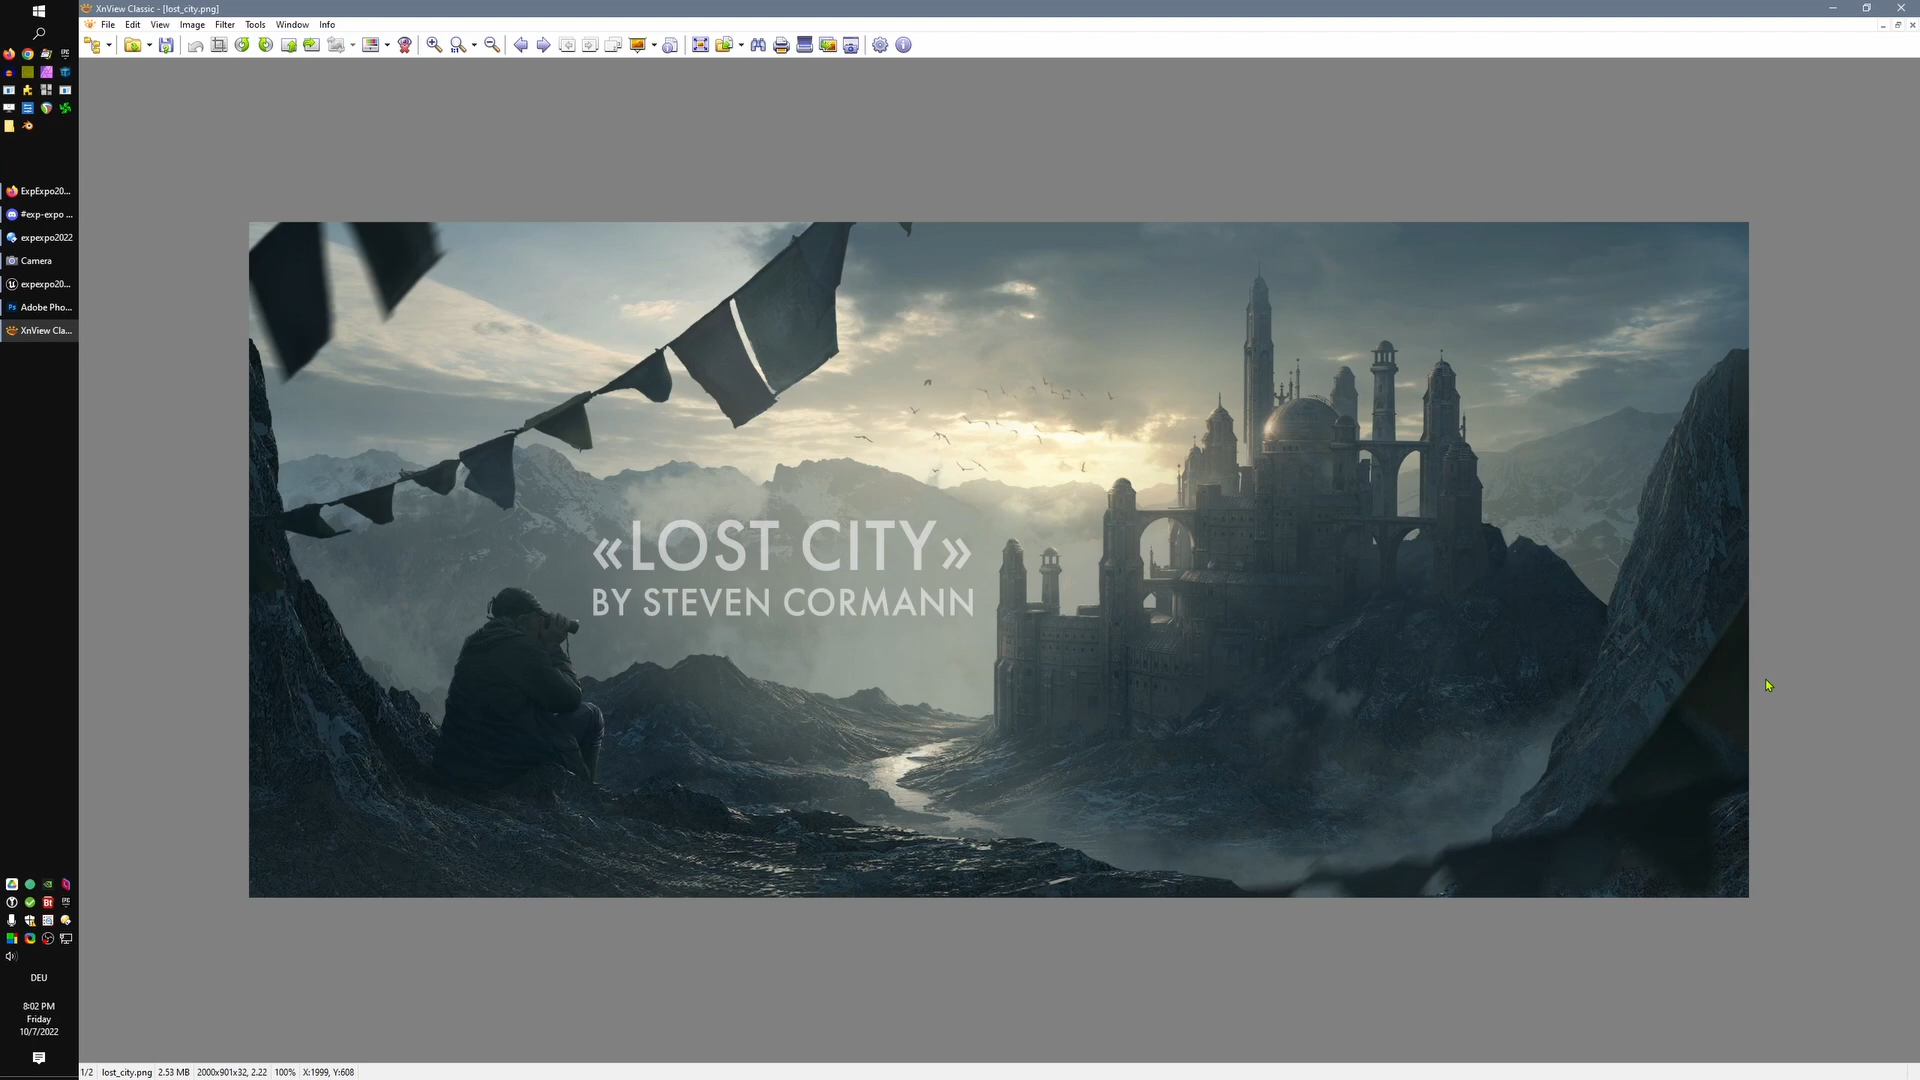 XnView Classic - [lost_city.png]
File Edit View Image Filter Tools Window Info
ExpExpo20...
#exp-expo ...
expexpo2022
Camera
expexpo20...
Adobe Pho...
XnView Cla...
«LOST CITY»
BY STEVEN CORMANN
DEU
8:02 PM
Friday
10/7/2022
1/2 lost_city.png 2.53 MB 2000x901x32, 2.22 100% X:1999, Y:608